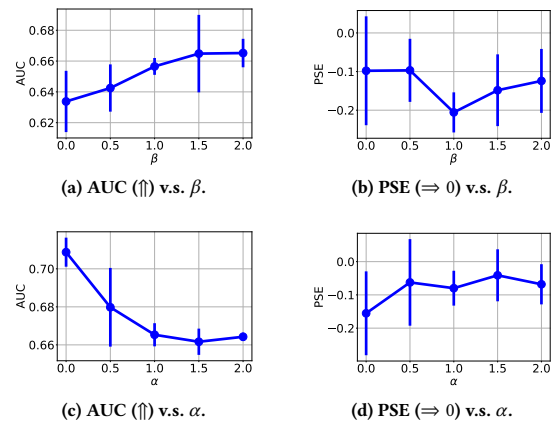 0.68
0.66
0.64
0.62
AUC
0.0 0.5 1.0 1.5 2.0
β
(a) AUC (⇑) v.s. β.
0.0
−0.1
−0.2
PSE
0.0 0.5 1.0 1.5 2.0
β
(b) PSE (⇒ 0) v.s. β.
0.70
0.68
0.66
AUC
0.0 0.5 1.0 1.5 2.0
α
(c) AUC (⇑) v.s. α.
0.0
−0.1
−0.2
PSE
0.0 0.5 1.0 1.5 2.0
α
(d) PSE (⇒ 0) v.s. α.